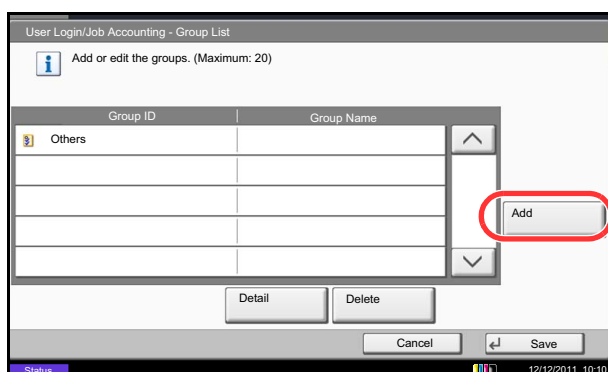 User Login/Job Accounting - Group List
Add or edit the groups. (Maximum: 20)
Group ID Group Name
Others
Add
Detail Delete
Cancel Save
Status 12/12/2011 10:10